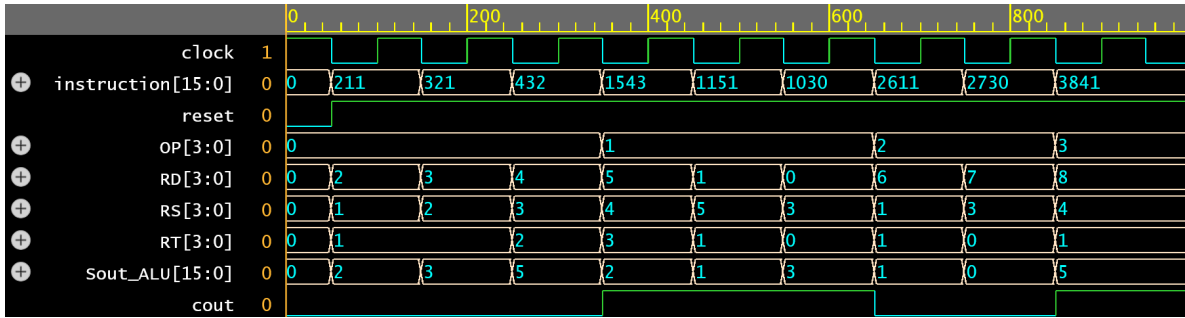 0 200 400 600 800
clock 1
instruction[15:0] 0 0 211 321 432 1543 1151 1030 2611 2730 3841
reset 0
OP[3:0] 0 0 1 2 3
RD[3:0] 0 0 2 3 4 5 1 0 6 7 8
RS[3:0] 0 0 1 2 3 4 5 3 1 3 4
RT[3:0] 0 0 1 2 3 1 0 1 0 1
Sout_ALU[15:0] 0 0 2 3 5 2 1 3 1 0 5
cout 0